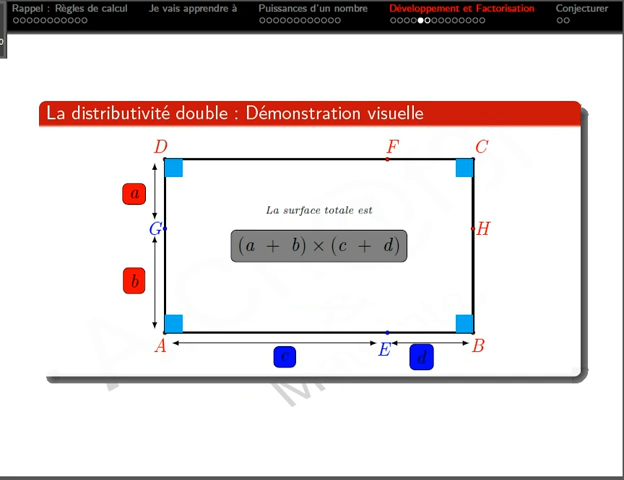 Rappel : Règles de calcul Je vais apprendre à Puissances d'un nombre Développement et Factorisation Conjecturer
La distributivité double : Démonstration visuelle
D F C
a
La surface totale est
G H
(a + b) × (c + d)
b
A E B
c d